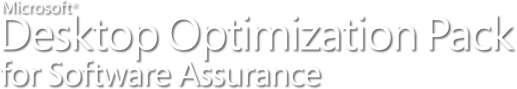 Microsoft®
Desktop Optimization Pack
for Software Assurance